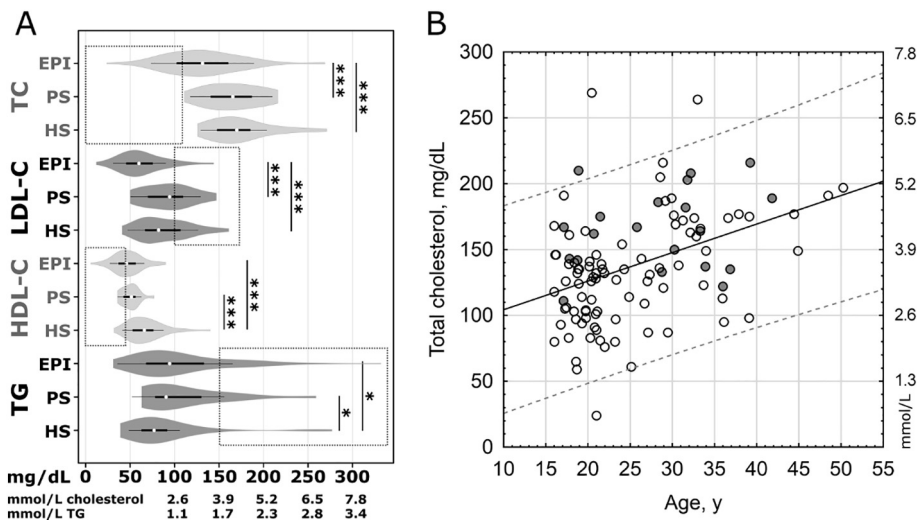 A
TC
EPI
PS
HS
***
***
LDL-C
EPI
PS
HS
***
***
HDL-C
EPI
PS
HS
***
***
TG
EPI
PS
HS
*
*
mg/dL 0 50 100 150 200 250 300
mmol/L cholesterol 2.6 3.9 5.2 6.5 7.8
mmol/L TG 1.1 1.7 2.3 2.8 3.4
B
Total cholesterol, mg/dL
300
250
200
150
100
50
0
10 15 20 25 30 35 40 45 50 55
Age, y
7.8
6.5
5.2
3.9
2.6
1.3
mmol/L